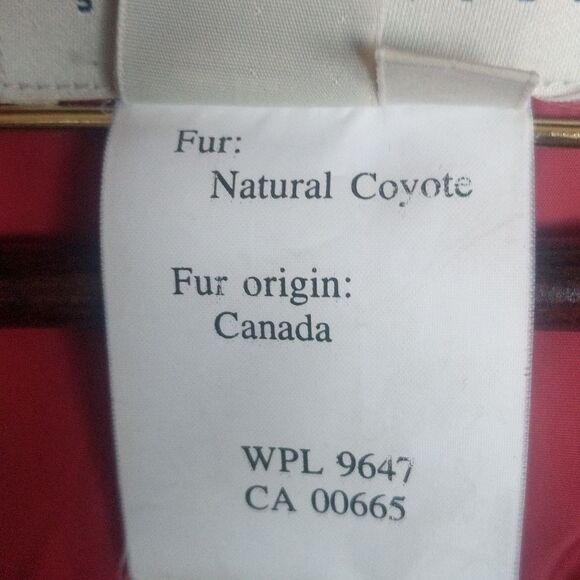 Fur:
Natural Coyote
Fur origin:
Canada
WPL 9647
CA 00665